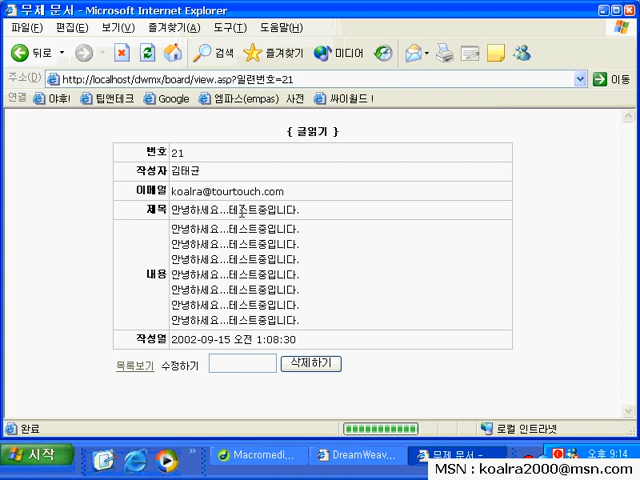 무제 문서 - Microsoft Internet Explorer
파일(F) 편집(E) 보기(V) 즐겨찾기(A) 도구(T) 도움말(H)
뒤로 검색 즐겨찾기 미디어
주소(D) http://localhost/dwmx/board/view.asp?일련번호=21 이동
연결 야후! 팁앤테크 Google 엠파스(empas) 사전 싸이월드 !
{ 글읽기 }
번호 21
작성자 김태균
이메일 koalra@tourtouch.com
제목 안녕하세요...테스트중입니다.
내용 안녕하세요...테스트중입니다.
안녕하세요...테스트중입니다.
안녕하세요...테스트중입니다.
안녕하세요...테스트중입니다.
안녕하세요...테스트중입니다.
안녕하세요...테스트중입니다.
안녕하세요...테스트중입니다.
작성일 2002-09-15 오전 1:08:30
목록보기 수정하기 삭제하기
완료 로컬 인트라넷
시작 Macromedi... DreamWeav... 무제 문서 - 오후 9:14
MSN : koalra2000@msn.com